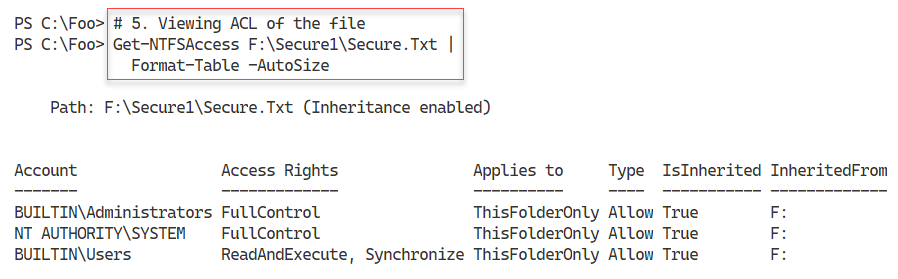 PS C:\Foo> # 5. Viewing ACL of the file
PS C:\Foo> Get-NTFSAccess F:\Secure1\Secure.Txt |
Format-Table -AutoSize
Path: F:\Secure1\Secure.Txt (Inheritance enabled)
Account Access Rights Applies to Type IsInherited InheritedFrom
------- ------------- ---------- ---- ----------- -------------
BUILTIN\Administrators FullControl ThisFolderOnly Allow True F:
NT AUTHORITY\SYSTEM FullControl ThisFolderOnly Allow True F:
BUILTIN\Users ReadAndExecute, Synchronize ThisFolderOnly Allow True F: